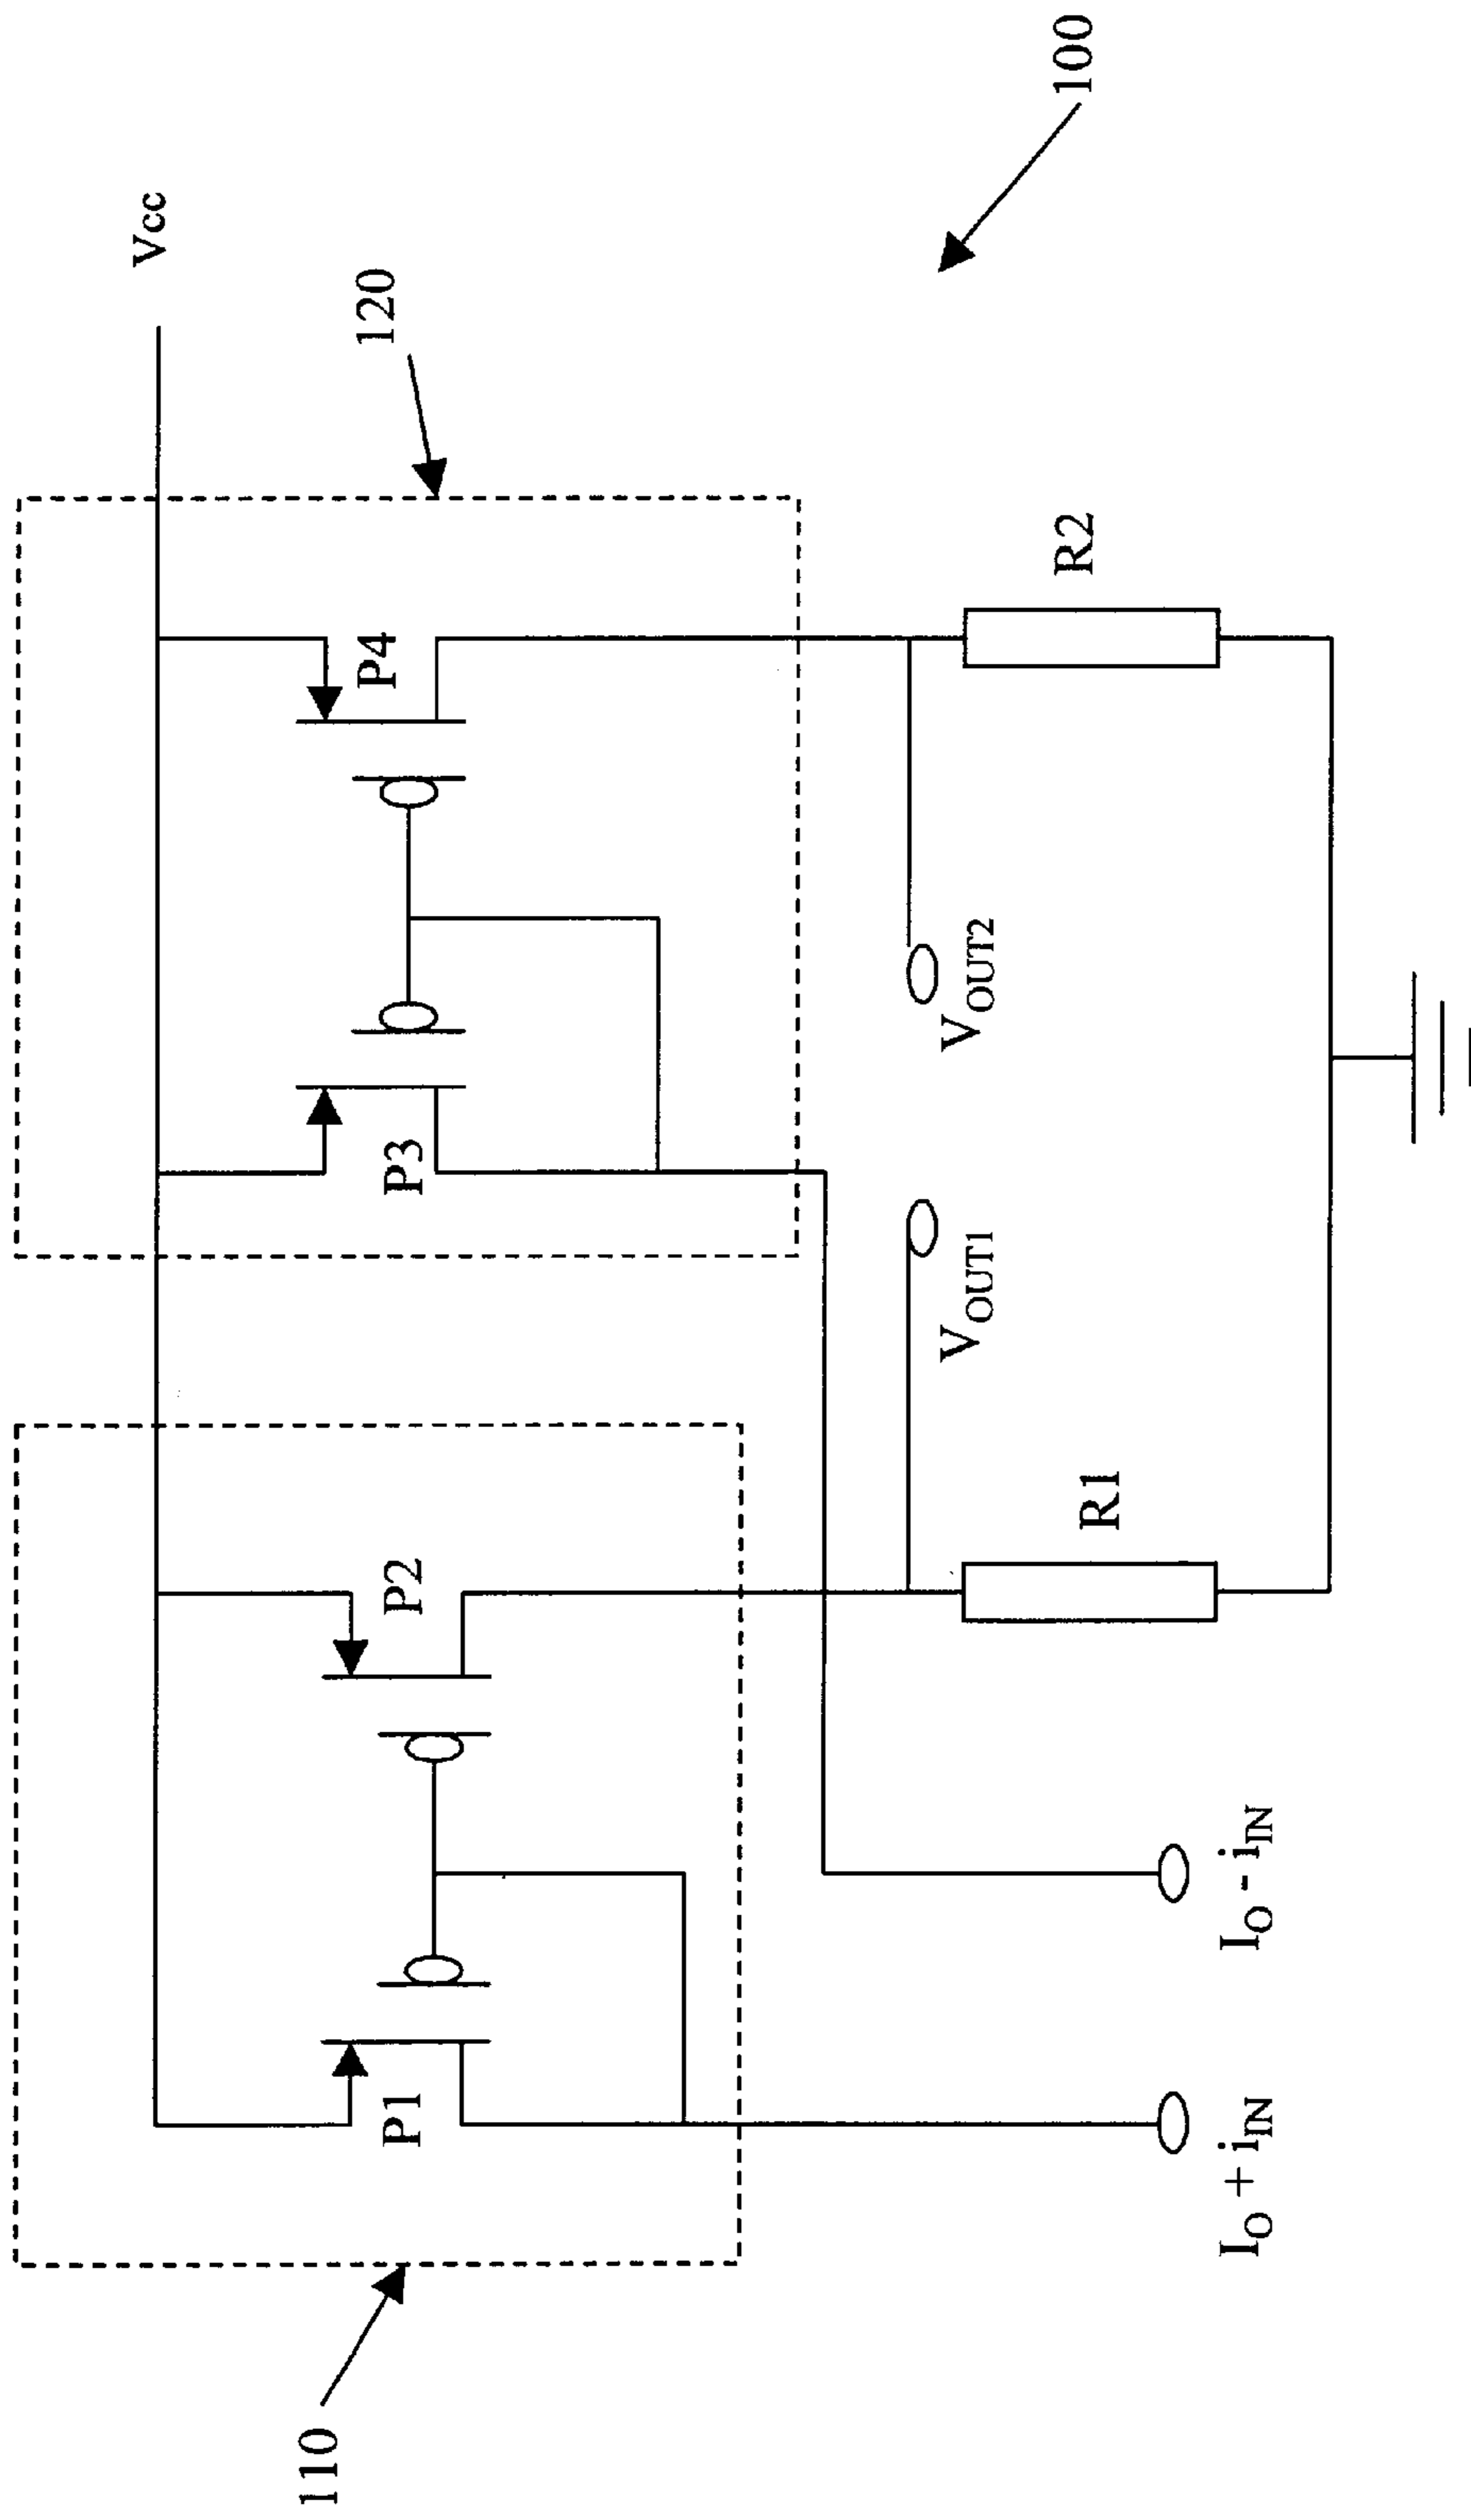 Vcc
110
120
P1
P2
P3
P4
100
VOUT1
VOUT2
R1
R2
IO + iIN
IO - iIN